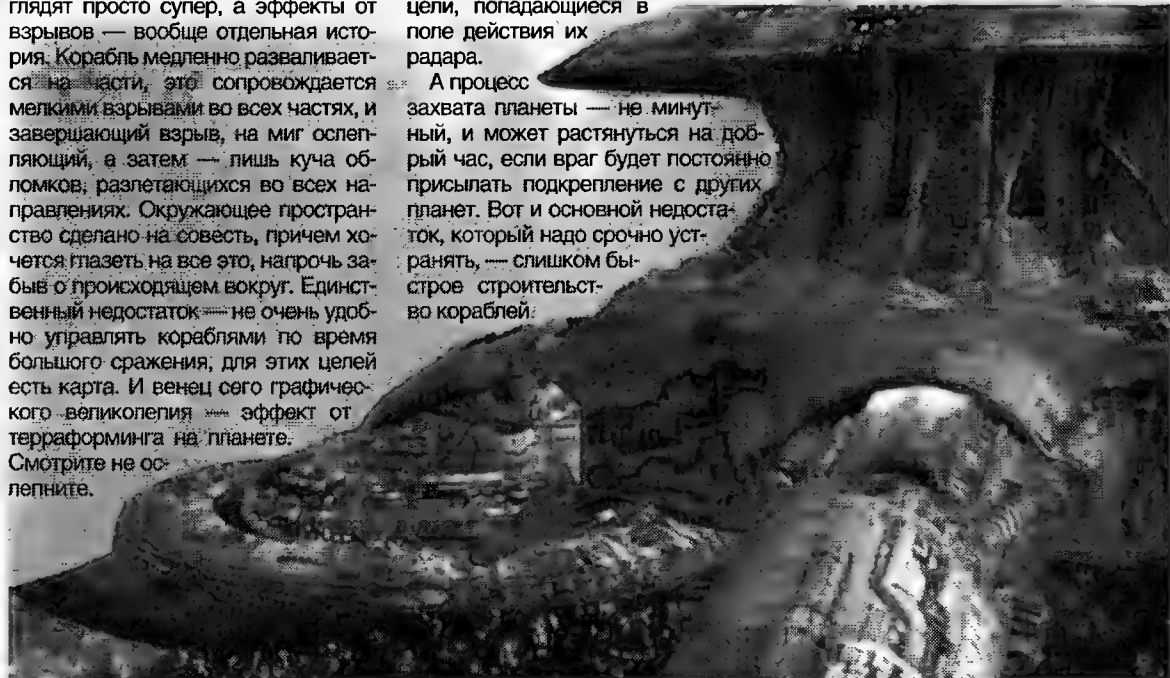 глядят просто супер, а эффекты от
взрывов — вообще отдельная исто-
рия. Корабль медленно разваливает-
ся на части, это сопровождается
мелкими взрывами во всех частях, и
завершающий взрыв, на миг ослеп-
ляющий, а затем — лишь куча об-
ломков, разлетающихся во всех на-
правлениях. Окружающее простран-
ство сделано на совесть, причем хо-
чется глазеть на все это, напрочь за-
быв о происходящем вокруг. Единст-
венный недостаток — не очень удоб-
но управлять кораблями по время
большого сражения, для этих целей
есть карта. И венец сего графичес-
кого великолепия — эффект от
терраформинга на планете.
Смотрите не ос-
лепните.
цели, попадающиеся в
поле действия их
радара.
А процесс
захвата планеты — не минут-
ный, и может растянуться на доб-
рый час, если враг будет постоянно
присылать подкрепление с других
планет. Вот и основной недоста-
ток, который надо срочно уст-
ранять, — слишком бы-
строе строительст-
во кораблей.